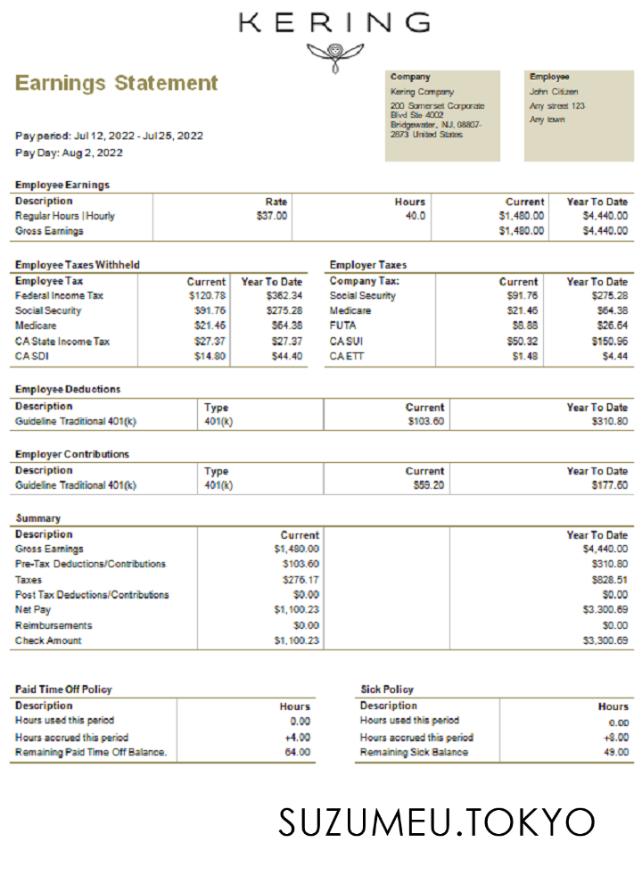 KERING
Earnings Statement
Company
Kering Company
200 Somerset Corporate
Blvd Ste 4002
Bridgewater, NJ, 08807-
2873 United States
Employee
John Citizen
Any street 123
Any town
Pay period: Jul 12, 2022 - Jul 25, 2022
Pay Day: Aug 2, 2022
Employee Earnings
Description Rate Hours Current Year To Date
Regular Hours | Hourly $37.00 40.0 $1,480.00 $4,440.00
Gross Earnings $1,480.00 $4,440.00
Employee Taxes Withheld
Employee Tax Current Year To Date
Federal Income Tax $120.78 $362.34
Social Security $91.76 $275.28
Medicare $21.46 $64.38
CA State Income Tax $27.37 $27.37
CA SDI $14.80 $44.40
Employer Taxes
Company Tax: Current Year To Date
Social Security $91.76 $275.28
Medicare $21.46 $64.38
FUTA $8.88 $26.64
CA SUI $50.32 $150.96
CA ETT $1.48 $4.44
Employee Deductions
Description Type Current Year To Date
Guideline Traditional 401(k) 401(k) $103.60 $310.80
Employer Contributions
Description Type Current Year To Date
Guideline Traditional 401(k) 401(k) $59.20 $177.60
Summary
Description Current Year To Date
Gross Earnings $1,480.00 $4,440.00
Pre-Tax Deductions/Contributions $103.60 $310.80
Taxes $276.17 $828.51
Post Tax Deductions/Contributions $0.00 $0.00
Net Pay $1,100.23 $3.300.69
Reimbursements $0.00 $0.00
Check Amount $1,100.23 $3,300.69
Paid Time Off Policy
Description Hours
Hours used this period 0.00
Hours accrued this period +4.00
Remaining Paid Time Off Balance. 64.00
Sick Policy
Description Hours
Hours used this period 0.00
Hours accrued this period +8.00
Remaining Sick Balance 49.00
SUZUMEU.TOKYO